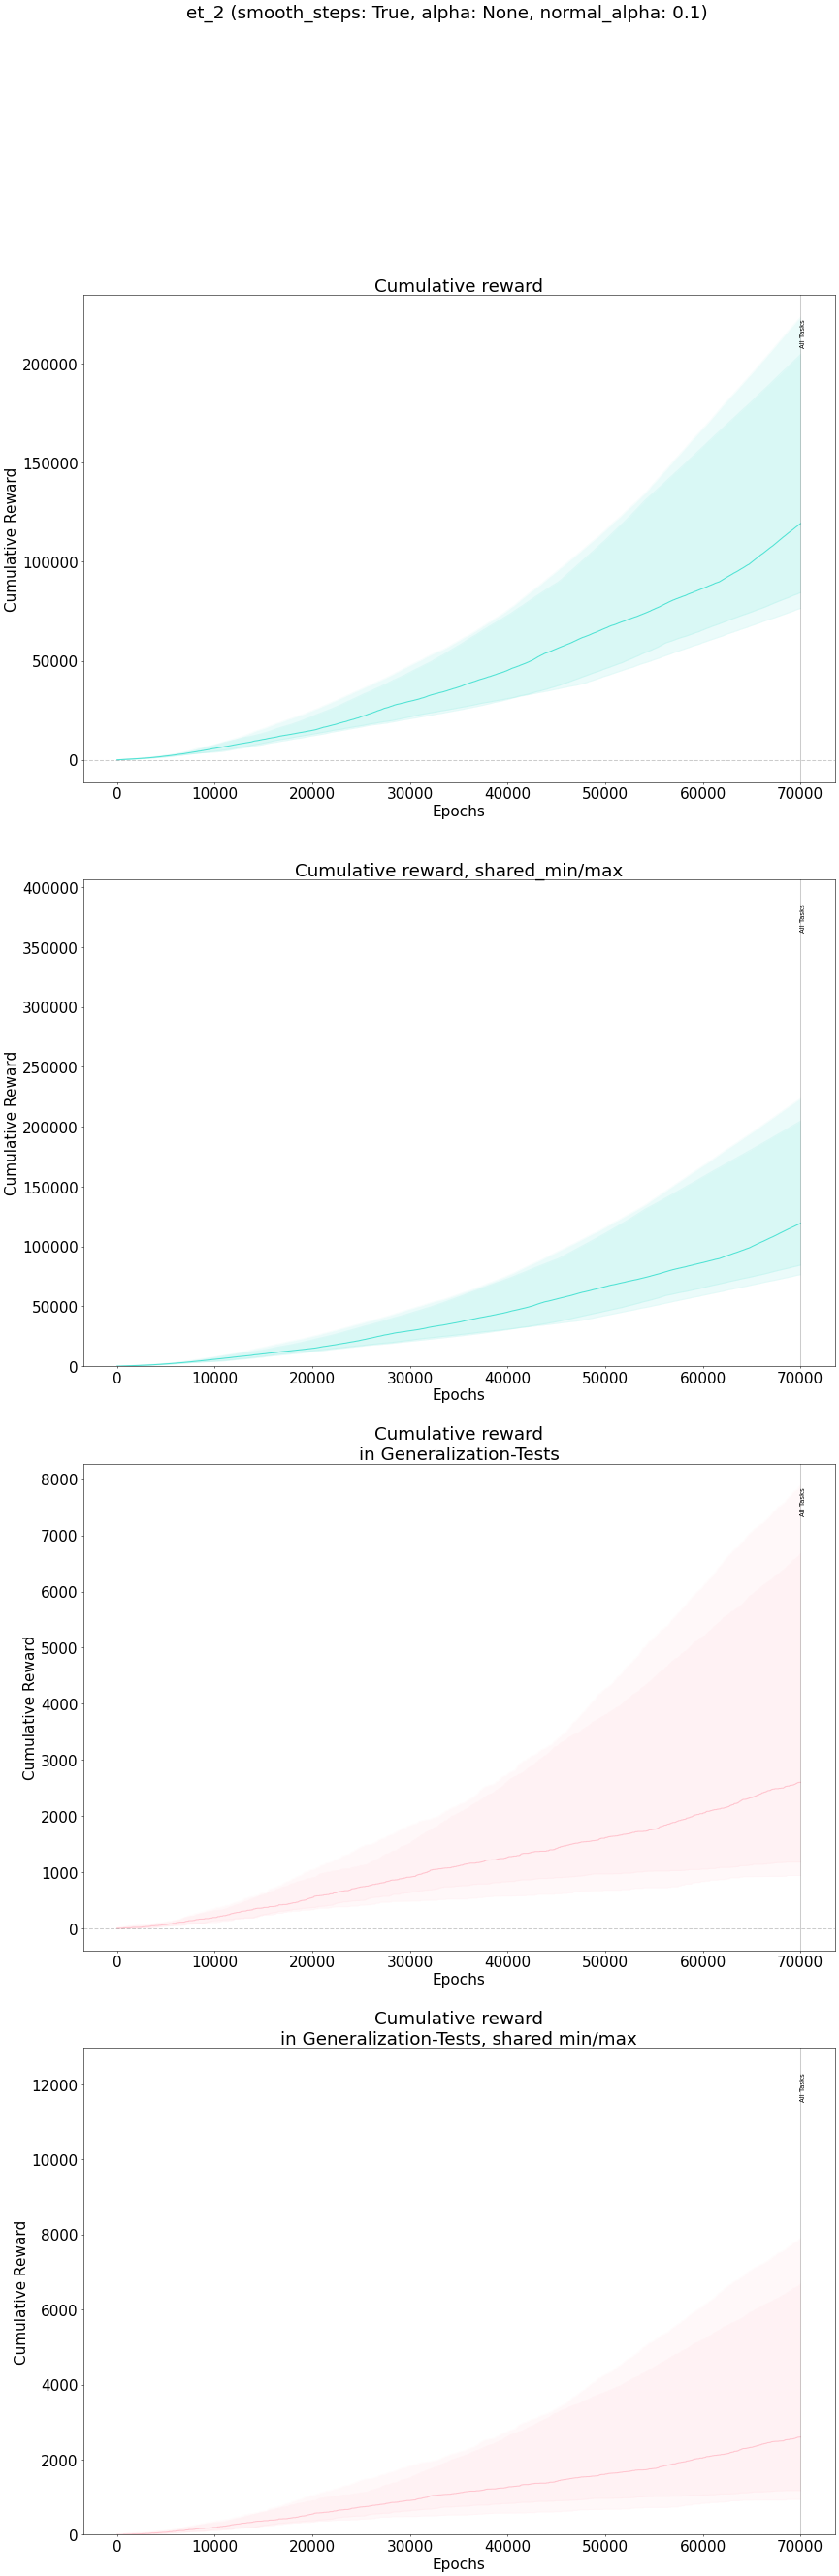 et_2 (smooth_steps: True, alpha: None, normal_alpha: 0.1)
Cumulative reward
All Tasks
200000
150000
100000
50000
0
Cumulative Reward
0 10000 20000 30000 40000 50000 60000 70000
Epochs
Cumulative reward, shared_min/max
All Tasks
400000
350000
300000
250000
200000
150000
100000
50000
0
Cumulative Reward
0 10000 20000 30000 40000 50000 60000 70000
Epochs
Cumulative reward
in Generalization-Tests
All Tasks
8000
7000
6000
5000
4000
3000
2000
1000
0
Cumulative Reward
0 10000 20000 30000 40000 50000 60000 70000
Epochs
Cumulative reward
in Generalization-Tests, shared min/max
All Tasks
12000
10000
8000
6000
4000
2000
0
Cumulative Reward
0 10000 20000 30000 40000 50000 60000 70000
Epochs